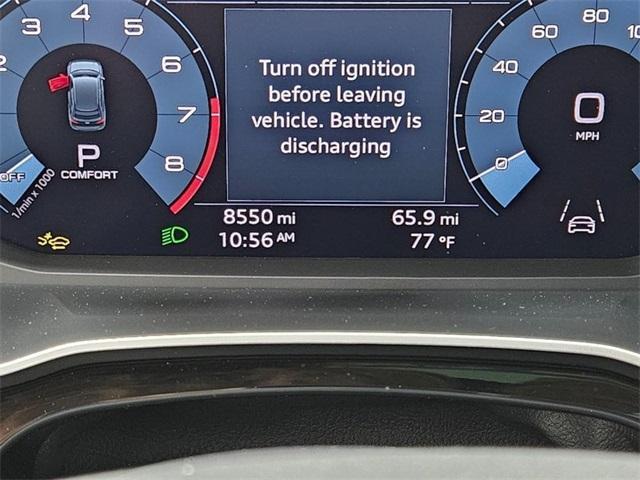 4
5
3
6
2
7
P
COMFORT
8
OFF
1/min x 1000
Turn off ignition
before leaving
vehicle. Battery is
discharging
8550 mi
65.9 mi
10:56 AM
77 °F
80
60
40
20
0
0
MPH